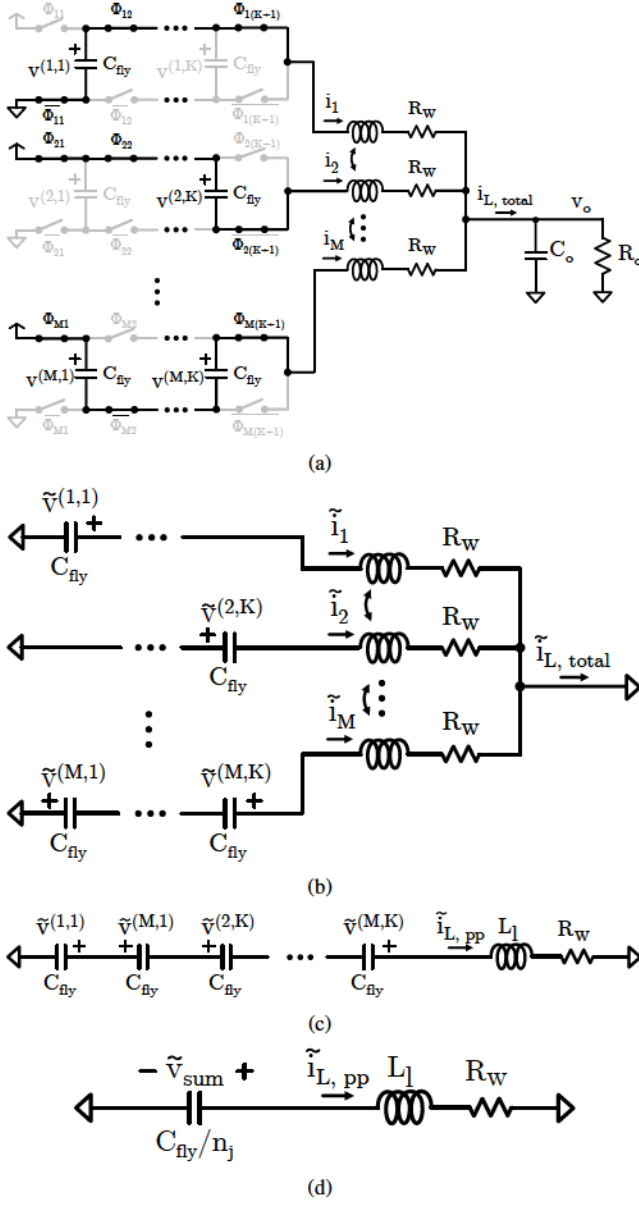 Φ11 Φ12 Φ1(K+1)
v(1,1) + Cfly v(1,K) + Cfly
Φ̅11 Φ̅12 Φ̅1(K+1)
i1 RW
Φ21 Φ22 Φ2(K+1)
v(2,1) + Cfly v(2,K) + Cfly
Φ̅21 Φ̅22 Φ̅2(K+1)
i2 RW
iL, total vo
iM RW
Co Ro
ΦM1 ΦM2 ΦM(K+1)
v(M,1) + Cfly v(M,K) + Cfly
Φ̅M1 Φ̅M2 Φ̅M(K+1)
(a)
ṽ(1,1) +
Cfly
ĩ1 RW
ṽ(2,K) +
Cfly
ĩ2 RW
ĩL, total
ṽ(M,1) + ṽ(M,K) +
Cfly Cfly
ĩM RW
(b)
ṽ(1,1) ṽ(M,1) ṽ(2,K) ṽ(M,K) ĩL, pp Ll RW
+ + + +
Cfly Cfly Cfly Cfly
(c)
- ṽsum + ĩL, pp Ll RW
Cfly/nj
(d)